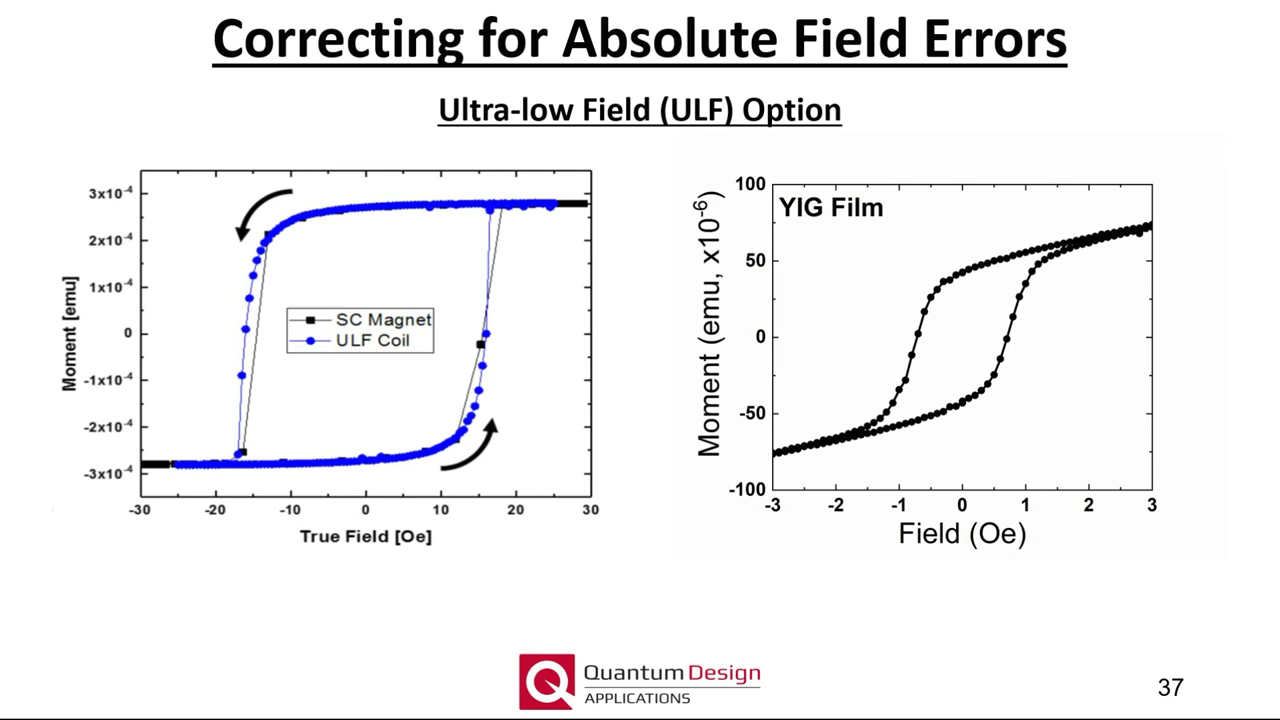 Correcting for Absolute Field Errors
Ultra-low Field (ULF) Option
3x10⁻⁴
2x10⁻⁴
1x10⁻⁴
0
-1x10⁻⁴
-2x10⁻⁴
-3x10⁻⁴
Moment [emu]
SC Magnet
ULF Coil
-30 -20 -10 0 10 20 30
True Field [Oe]
100
50
0
-50
-100
Moment (emu, x10⁻⁶)
YIG Film
-3 -2 -1 0 1 2 3
Field (Oe)
Quantum Design
APPLICATIONS
37